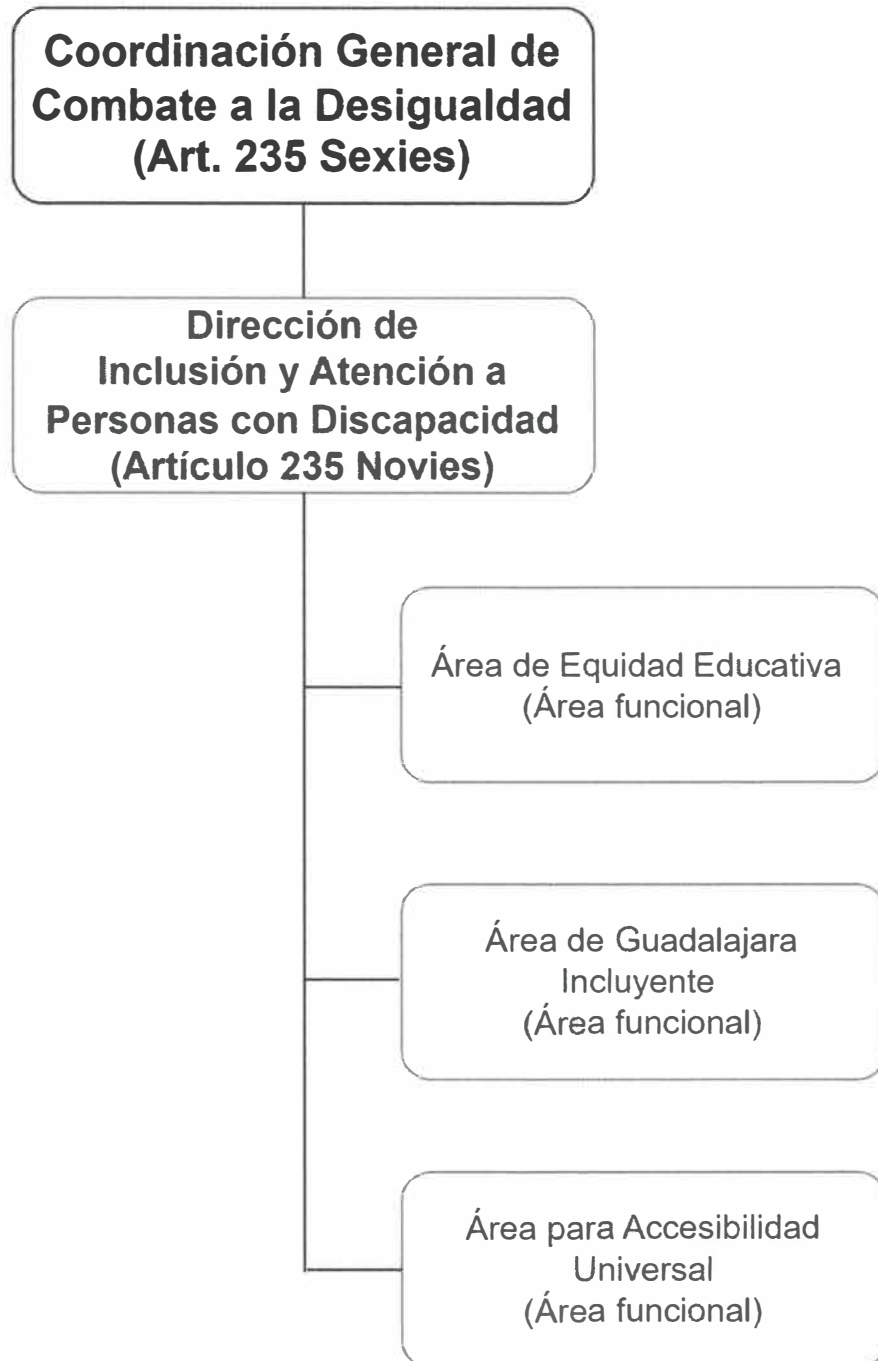 Coordinación General de
Combate a la Desigualdad
(Art. 235 Sexies)
Dirección de
Inclusión y Atención a
Personas con Discapacidad
(Artículo 235 Novies)
Área de Equidad Educativa
(Área funcional)
Área de Guadalajara
Incluyente
(Área funcional)
Área para Accesibilidad
Universal
(Área funcional)